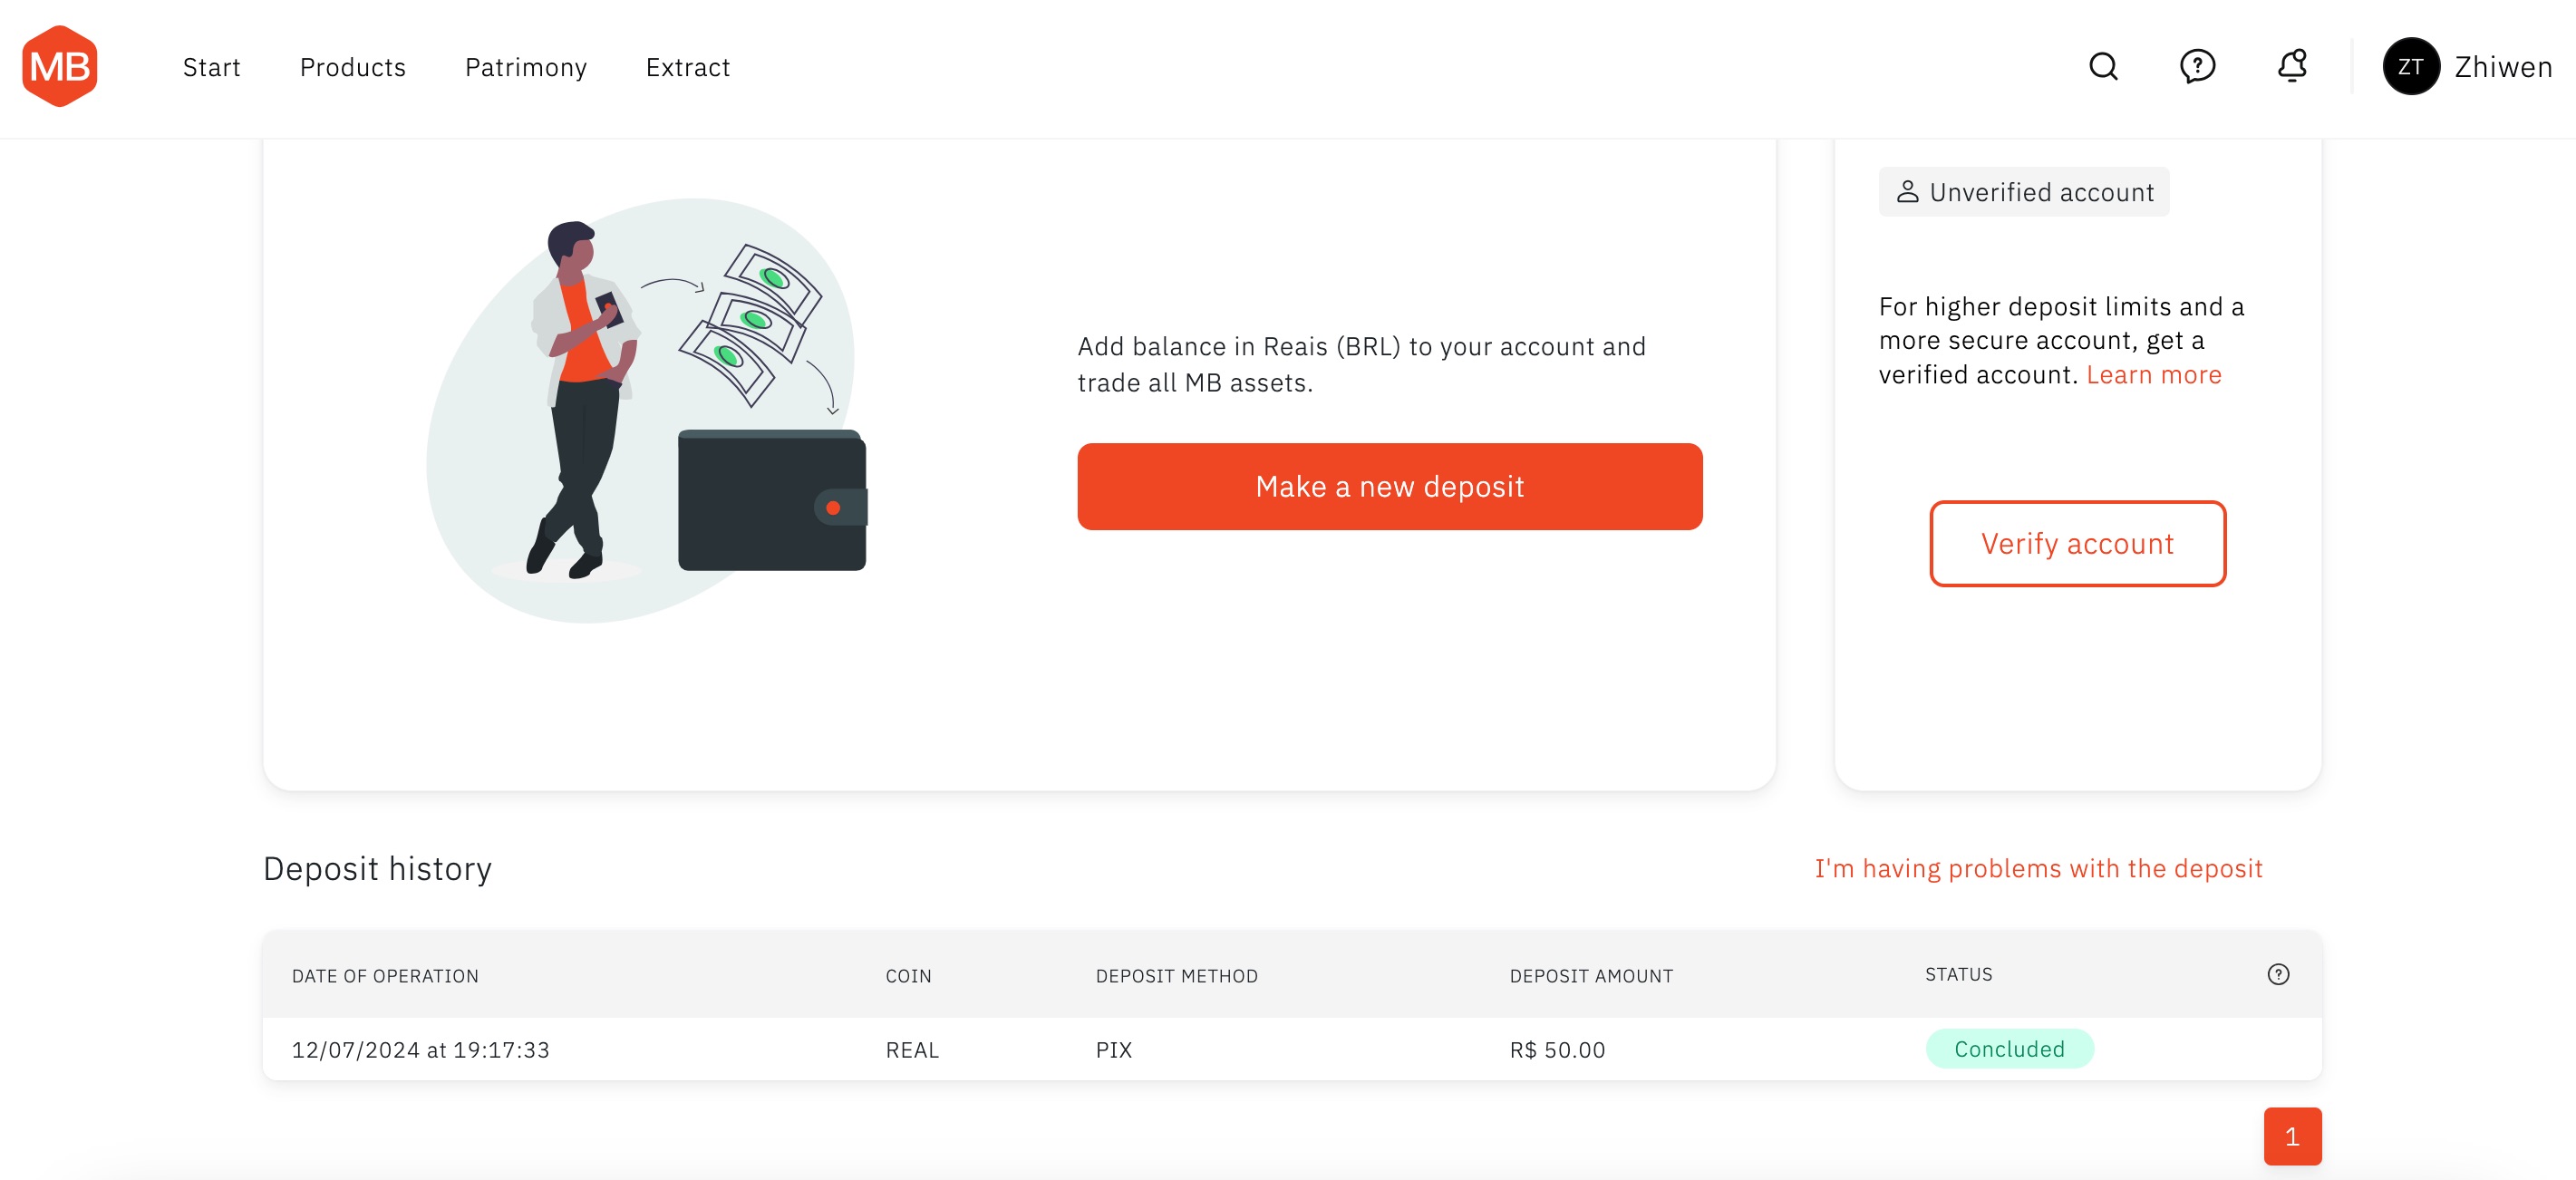 MB
Start
Products
Patrimony
Extract
ZT
Zhiwen
Unverified account
For higher deposit limits and a
more secure account, get a
verified account. Learn more
Add balance in Reais (BRL) to your account and
trade all MB assets.
Make a new deposit
Verify account
Deposit history
I'm having problems with the deposit
DATE OF OPERATION
COIN
DEPOSIT METHOD
DEPOSIT AMOUNT
STATUS
12/07/2024 at 19:17:33
REAL
PIX
R$ 50.00
Concluded
1